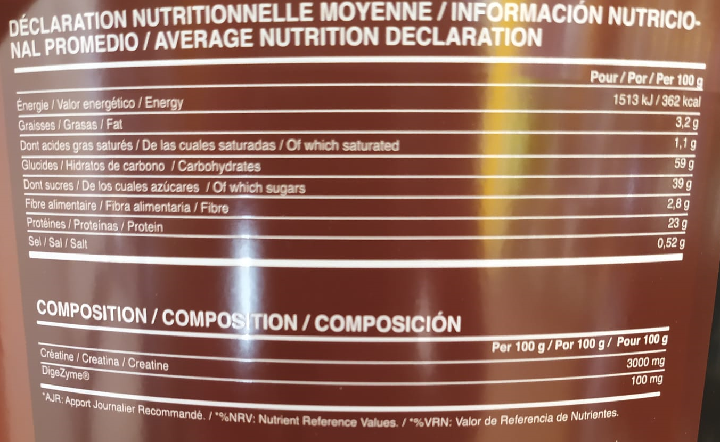 DÉCLARATION NUTRITIONNELLE MOYENNE / INFORMACIÓN NUTRICIO-
NAL PROMEDIO / AVERAGE NUTRITION DECLARATION
Pour / Por / Per 100 g
Énergie / Valor energético / Energy 1513 kJ / 362 kcal
Graisses / Grasas / Fat 3,2 g
Dont acides gras saturés / De las cuales saturadas / Of which saturated 1,1 g
Glucides / Hidratos de carbono / Carbohydrates 59 g
Dont sucres / De los cuales azúcares / Of which sugars 39 g
Fibre alimentaire / Fibra alimentaria / Fibre 2,8 g
Protéines / Proteínas / Protein 23 g
Sel / Sal / Salt 0,52 g
COMPOSITION / COMPOSITION / COMPOSICIÓN
Per 100 g / Por 100 g / Pour 100 g
Créatine / Creatina / Creatine 3000 mg
DigeZyme® 100 mg
*AJR: Apport Journalier Recommandé. / *%NRV: Nutrient Reference Values. / *%VRN: Valor de Referencia de Nutrientes.